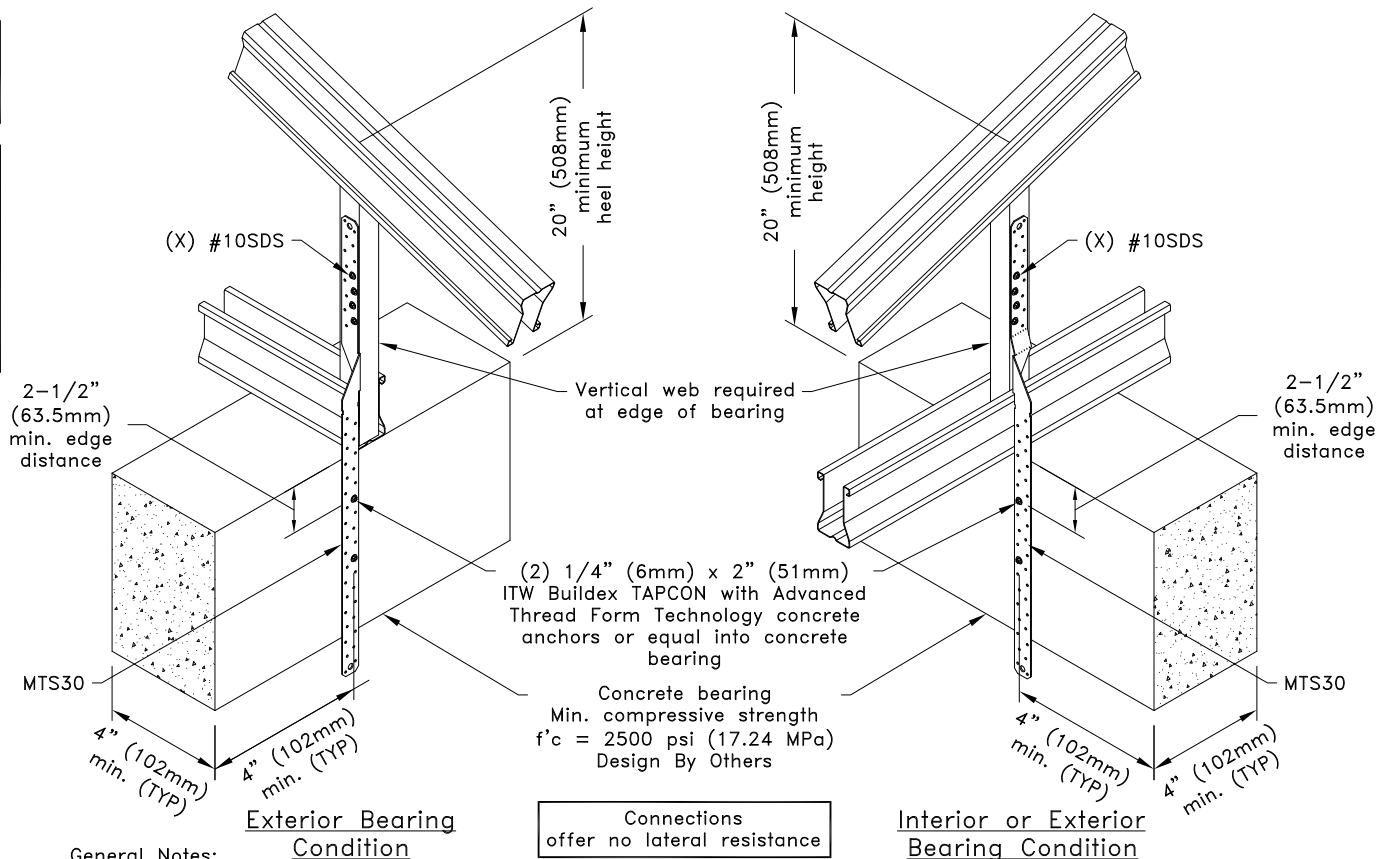 20" (508mm)
minimum
heel height
20" (508mm)
minimum
height
(X) #10SDS
(X) #10SDS
2-1/2"
(63.5mm)
min. edge
distance
Vertical web required
at edge of bearing
2-1/2"
(63.5mm)
min. edge
distance
(2) 1/4" (6mm) x 2" (51mm)
ITW Buildex TAPCON with Advanced
Thread Form Technology concrete
anchors or equal into concrete
bearing
MTS30
MTS30
Concrete bearing
Min. compressive strength
f'c = 2500 psi (17.24 MPa)
Design By Others
4" (102mm)
min. (TYP)
4" (102mm)
min. (TYP)
4" (102mm)
min. (TYP)
4" (102mm)
min. (TYP)
Exterior Bearing
Condition
Connections
offer no lateral resistance
Interior or Exterior
Bearing Condition
General Notes: